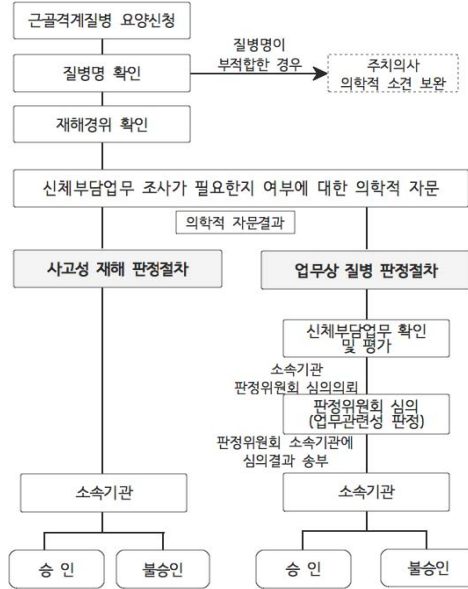 근골격계질병 요양신청
질병명이
부적합한 경우
질병명 확인
주치의사
의학적 소견 보완
재해경위 확인
신체부담업무 조사가 필요한지 여부에 대한 의학적 자문
의학적 자문결과
사고성 재해 판정절차
업무상 질병 판정절차
신체부담업무 확인
및 평가
소속기관
판정위원회 심의의뢰
판정위원회 심의
(업무관련성 판정)
판정위원회 소속기관에
심의결과 송부
소속기관
소속기관
승 인
불승인
승 인
불승인